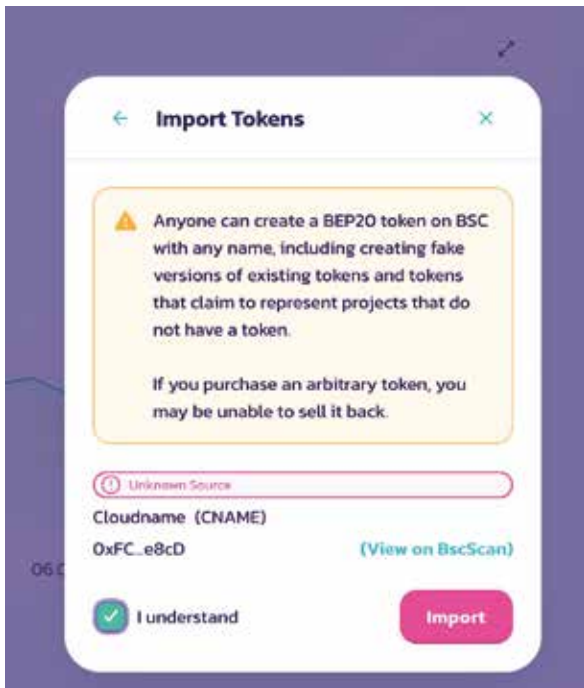 Import Tokens
Anyone can create a BEP20 token on BSC
with any name, including creating fake
versions of existing tokens and tokens
that claim to represent projects that do
not have a token.
If you purchase an arbitrary token, you
may be unable to sell it back.
Unknown Source
Cloudname (CNAME)
0xFC...e8cD (View on BscScan)
06
I understand Import